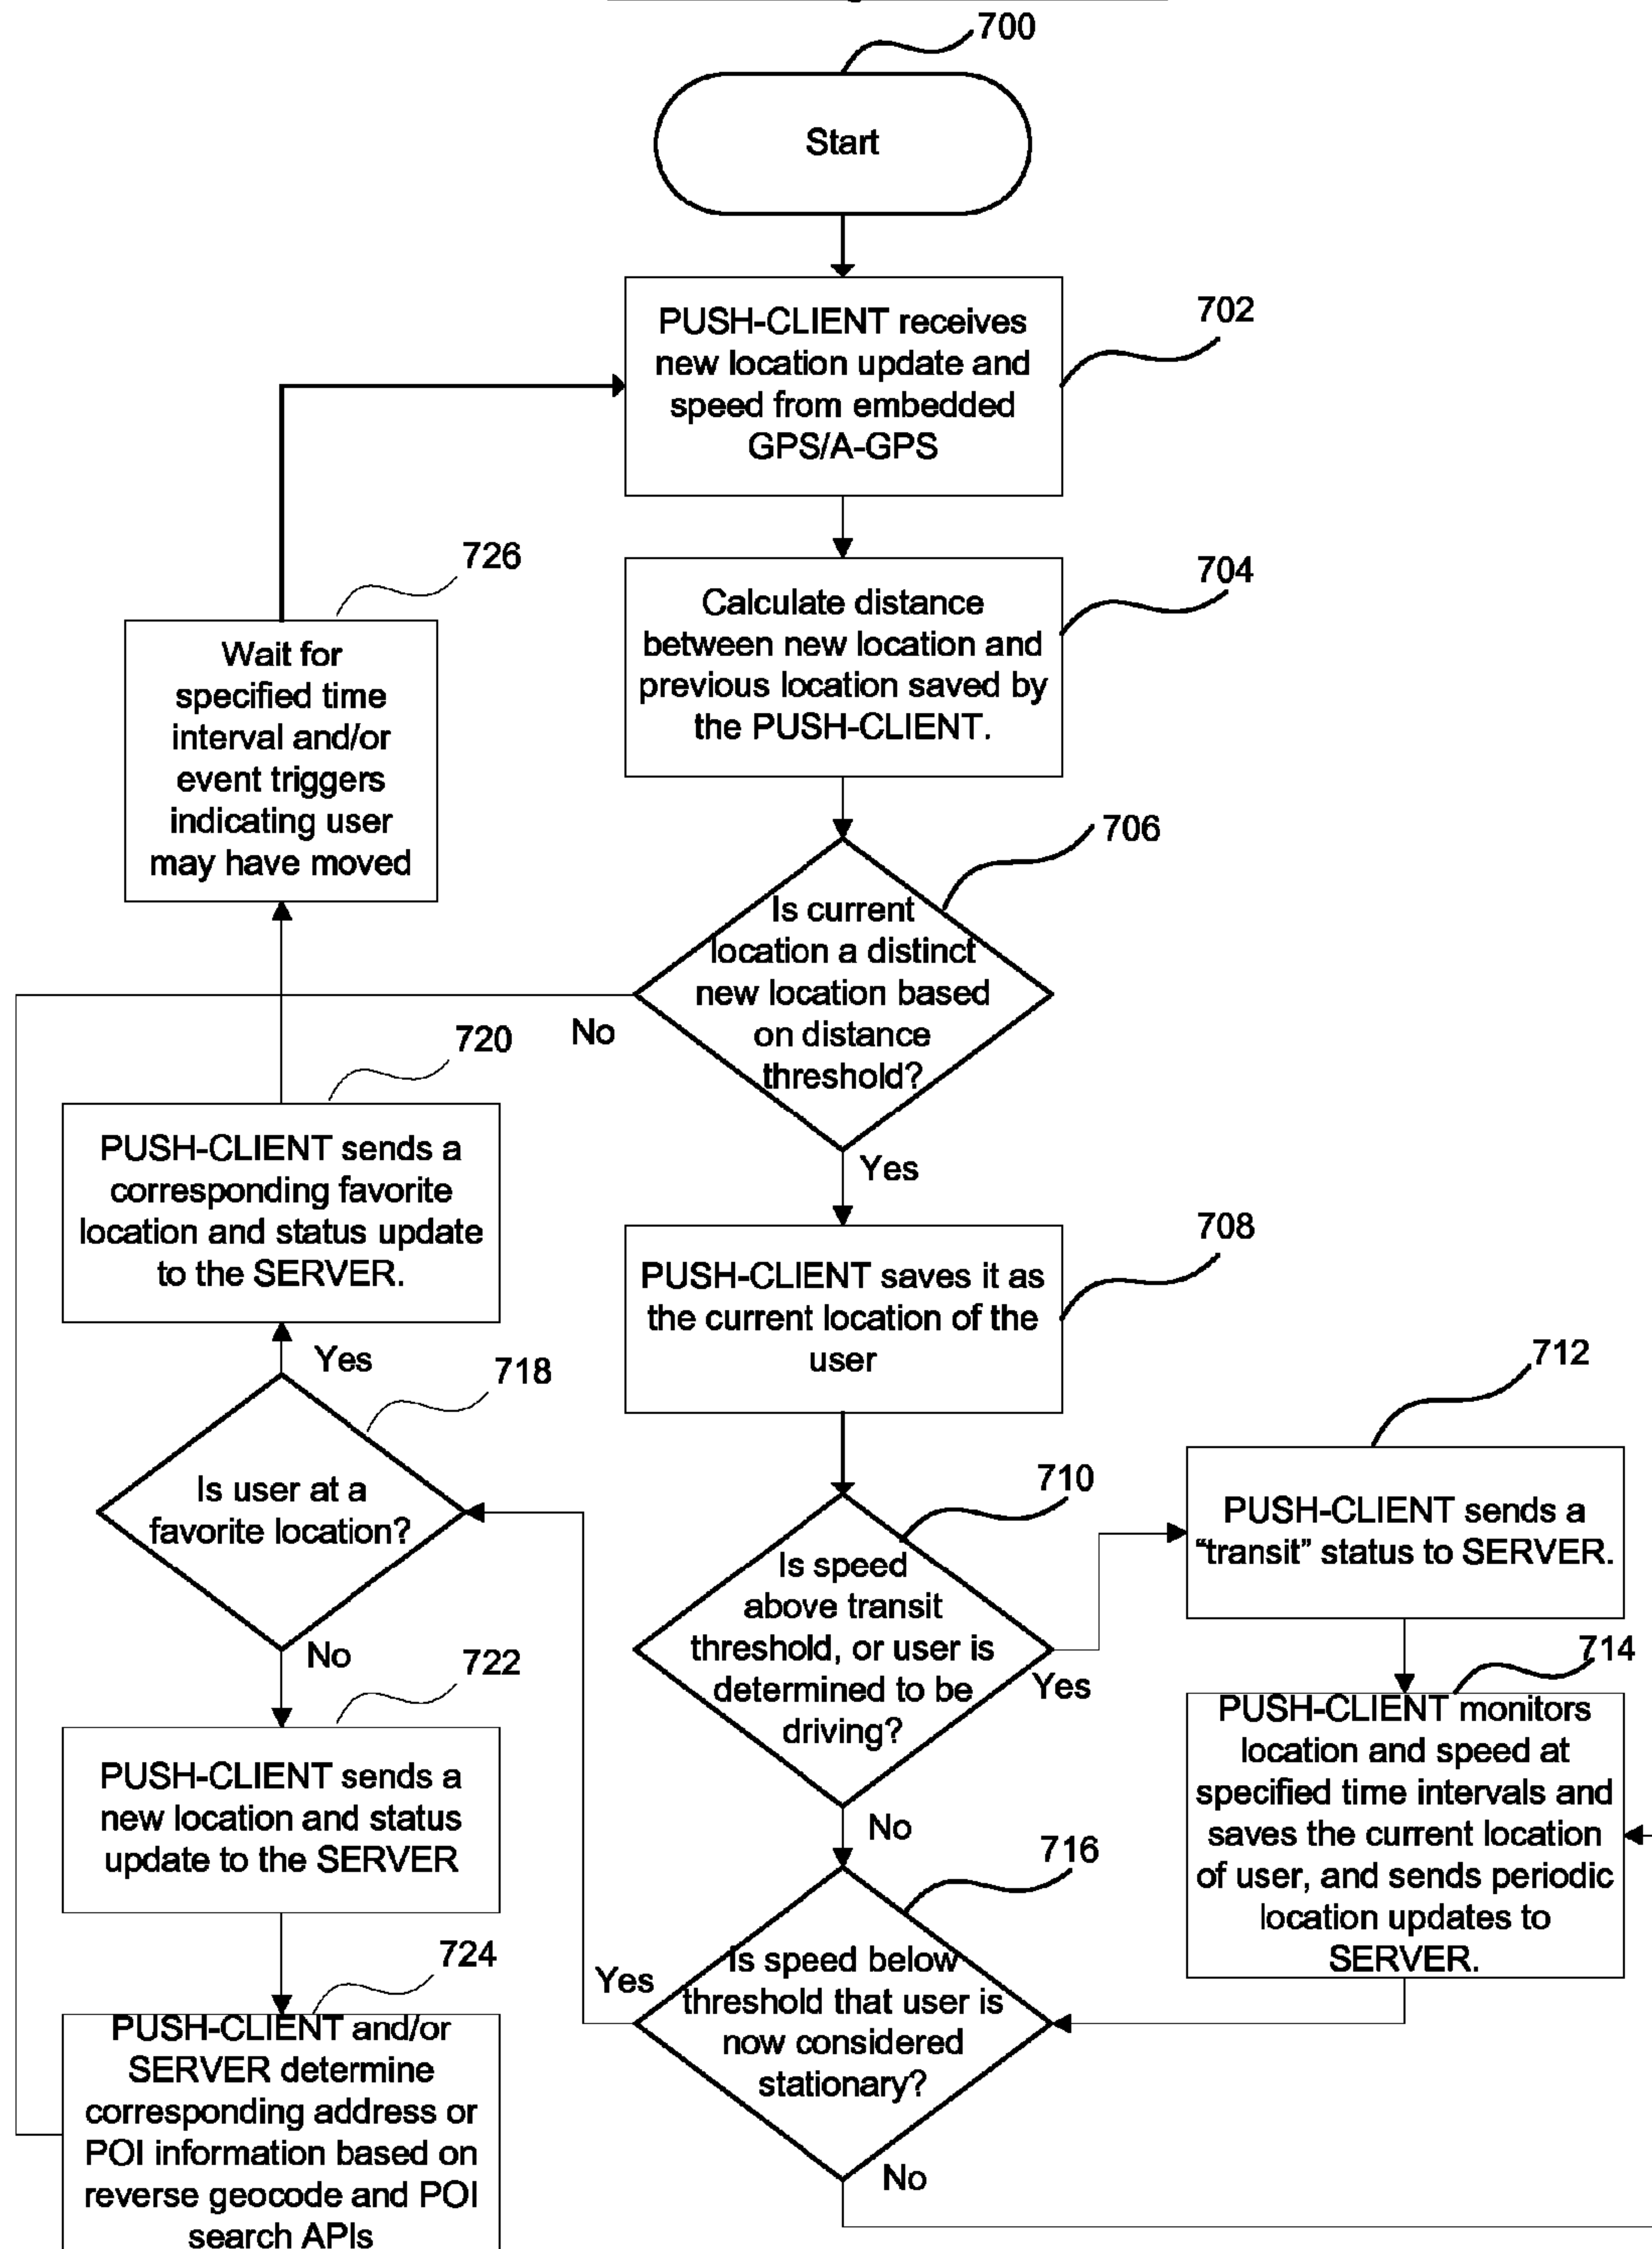 700
Start
702
PUSH-CLIENT receives
new location update and
speed from embedded
GPS/A-GPS
726
Wait for
specified time
interval and/or
event triggers
indicating user
may have moved
704
Calculate distance
between new location and
previous location saved by
the PUSH-CLIENT.
706
Is current
location a distinct
new location based
on distance
threshold?
No
Yes
720
PUSH-CLIENT sends a
corresponding favorite
location and status update
to the SERVER.
708
PUSH-CLIENT saves it as
the current location of the
user
Yes
718
Is user at a
favorite location?
No
710
Is speed
above transit
threshold, or user is
determined to be
driving?
Yes
No
712
PUSH-CLIENT sends a
“transit” status to SERVER.
714
PUSH-CLIENT monitors
location and speed at
specified time intervals and
saves the current location
of user, and sends periodic
location updates to
SERVER.
722
PUSH-CLIENT sends a
new location and status
update to the SERVER
716
Is speed below
threshold that user is
now considered
stationary?
Yes
No
724
PUSH-CLIENT and/or
SERVER determine
corresponding address or
POI information based on
reverse geocode and POI
search APIs